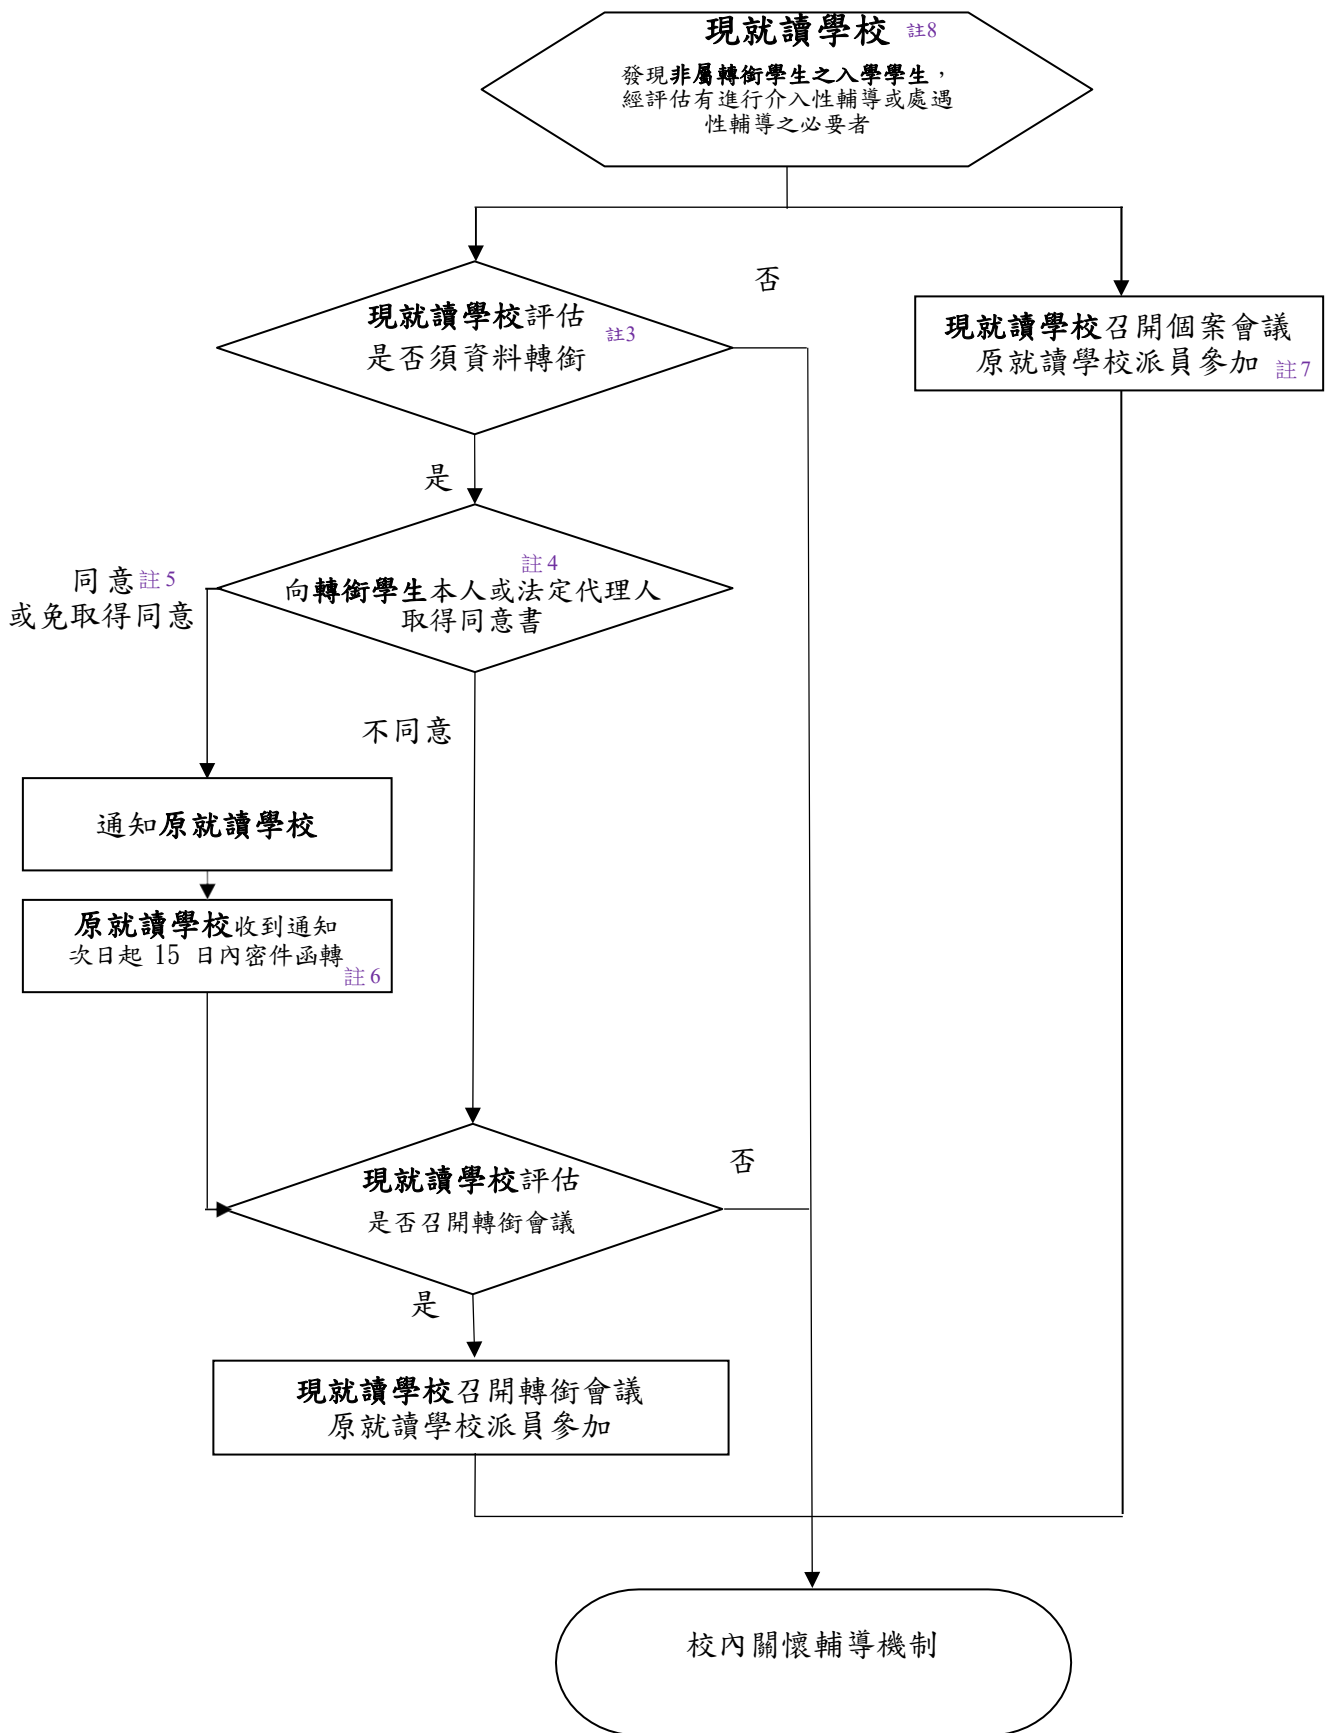 現就讀學校 註8
發現非屬轉銜學生之入學學生，
經評估有進行介入性輔導或處遇
性輔導之必要者
否
現就讀學校評估
是否須資料轉銜 註3
現就讀學校召開個案會議
原就讀學校派員參加 註7
是
註4
向轉銜學生本人或法定代理人
取得同意書
同意註5
或免取得同意
不同意
通知原就讀學校
原就讀學校收到通知
次日起 15 日內密件函轉
註6
現就讀學校評估
是否召開轉銜會議
否
是
現就讀學校召開轉銜會議
原就讀學校派員參加
校內關懷輔導機制